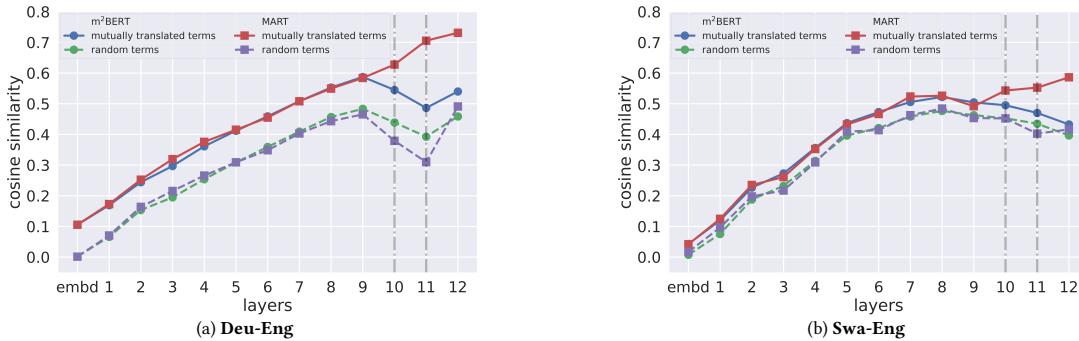 0.8
0.7
0.6
0.5
0.4
0.3
0.2
0.1
0.0
cosine similarity
m²BERT
mutually translated terms
random terms
MART
mutually translated terms
random terms
embd 1 2 3 4 5 6 7 8 9 10 11 12
layers
(a) Deu-Eng
0.8
0.7
0.6
0.5
0.4
0.3
0.2
0.1
0.0
cosine similarity
m²BERT
mutually translated terms
random terms
MART
mutually translated terms
random terms
embd 1 2 3 4 5 6 7 8 9 10 11 12
layers
(b) Swa-Eng